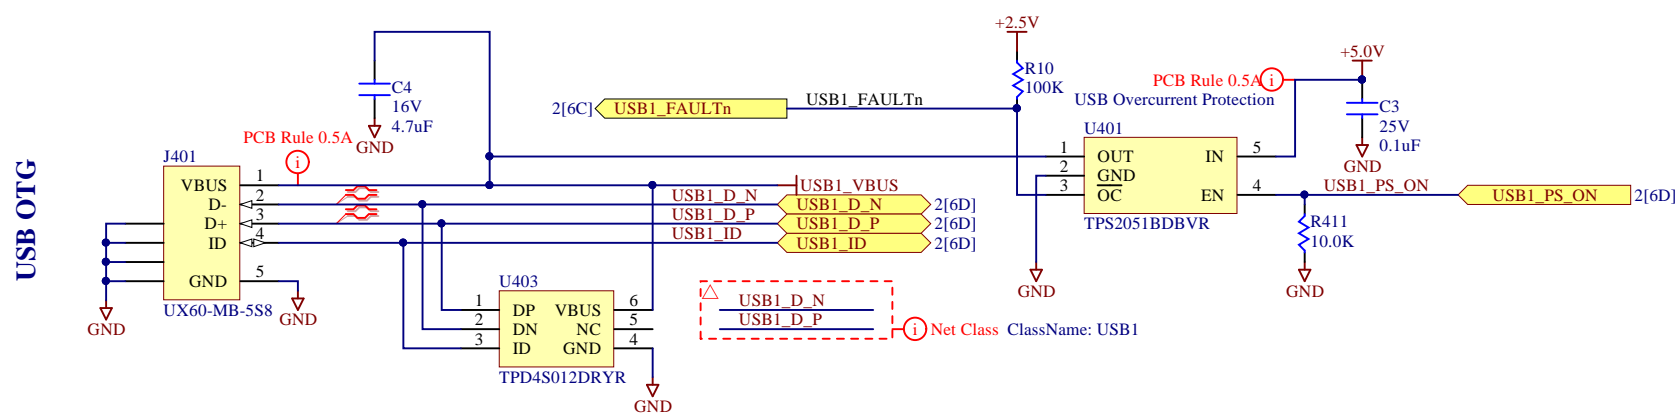 USB OTG
+2.5V
R10
100K
+5.0V
PCB Rule 0.5A
i
USB Overcurrent Protection
C4
16V
4.7uF
GND
2[6C]
USB1_FAULTn
USB1_FAULTn
C3
25V
0.1uF
GND
PCB Rule 0.5A
i
J401
VBUS 1
D- 2
D+ 3
ID 4
GND 5
UX60-MB-5S8
GND
GND
USB1_VBUS
USB1_D_N
USB1_D_N
2[6D]
USB1_D_P
USB1_D_P
2[6D]
USB1_ID
USB1_ID
2[6D]
U401
1 OUT IN 5
2 GND
3 OC EN 4
TPS2051BDBVR
GND
USB1_PS_ON
USB1_PS_ON
2[6D]
R411
10.0K
GND
U403
1 DP VBUS 6
2 DN NC 5
3 ID GND 4
TPD4S012DRYR
GND
USB1_D_N
USB1_D_P
i
Net Class ClassName: USB1